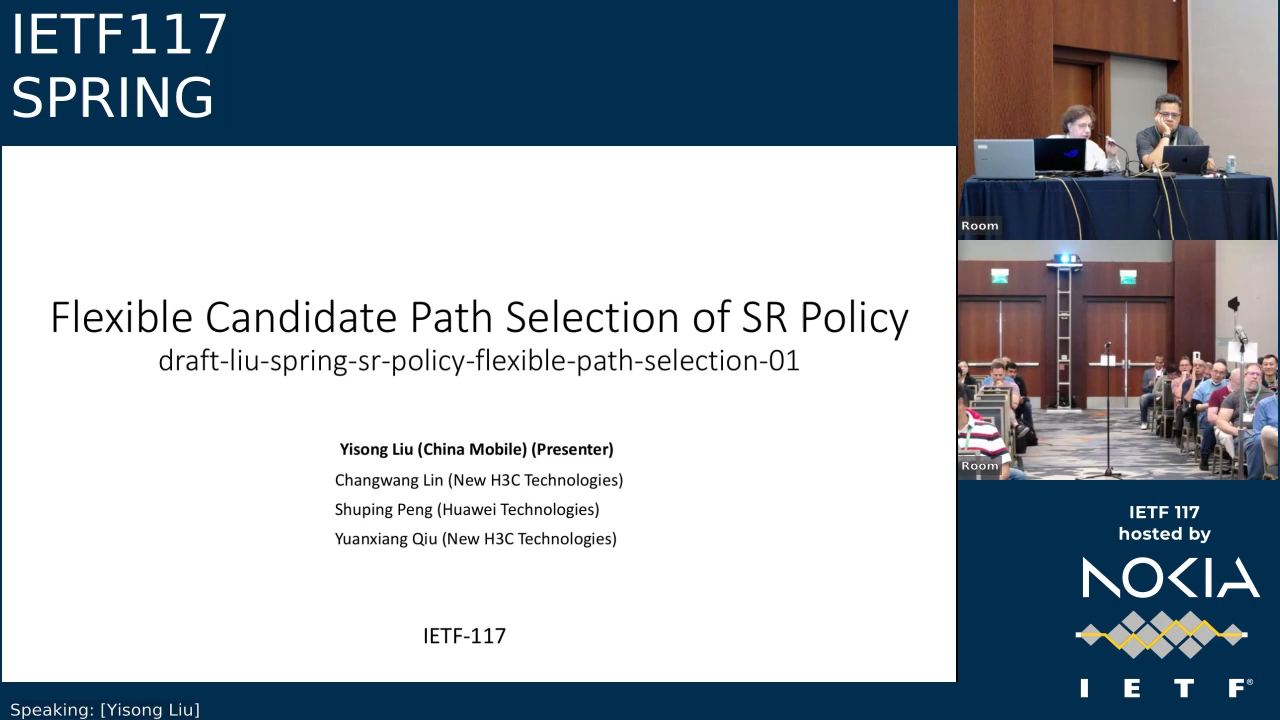 IETF117
SPRING
Flexible Candidate Path Selection of SR Policy
draft-liu-spring-sr-policy-flexible-path-selection-01
Yisong Liu (China Mobile) (Presenter)
Changwang Lin (New H3C Technologies)
Shuping Peng (Huawei Technologies)
Yuanxiang Qiu (New H3C Technologies)
IETF-117
Room
Room
IETF 117
hosted by
NOKIA
I E T F®
Speaking: [Yisong Liu]